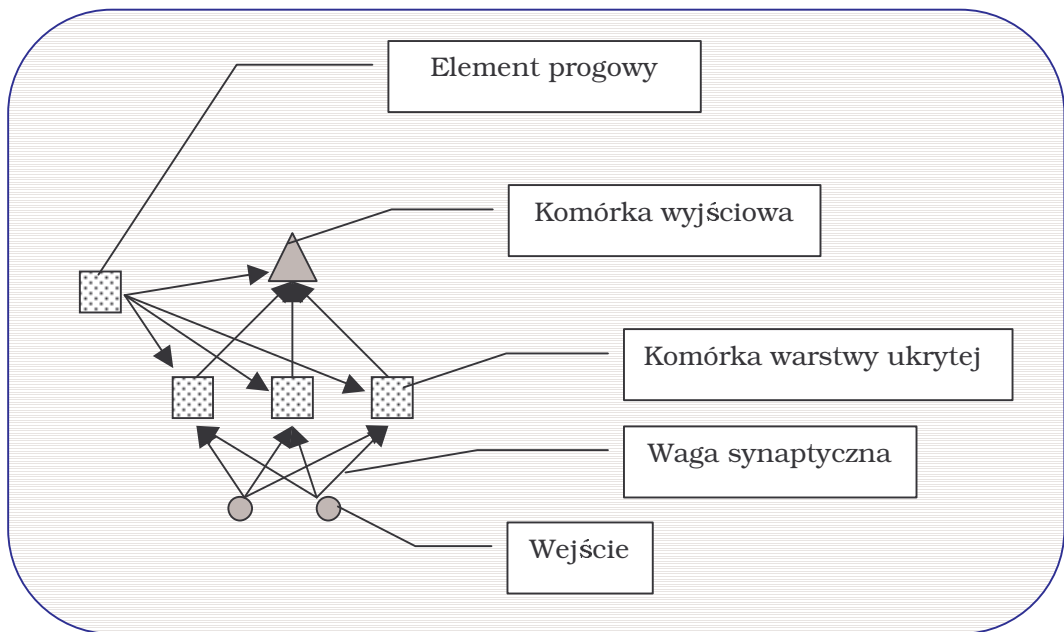 Element progowy
Komórka wyjściowa
Komórka warstwy ukrytej
Waga synaptyczna
Wejście